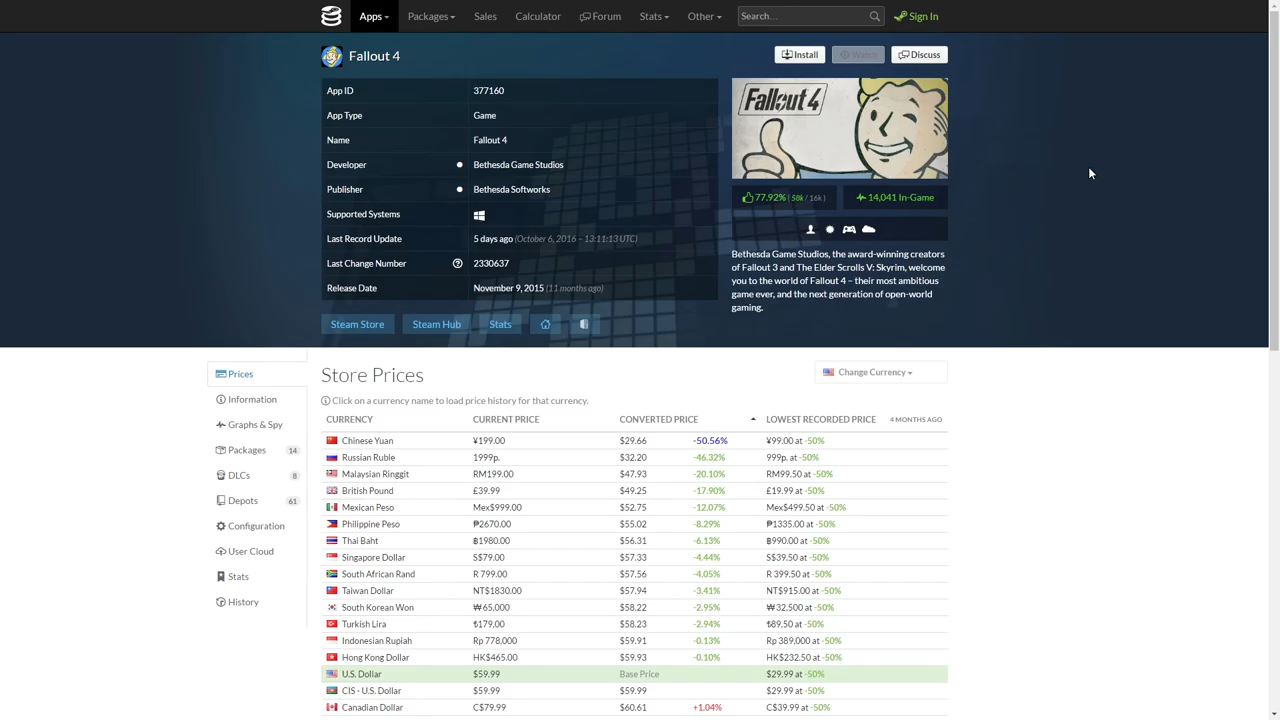 Apps Packages Sales Calculator Forum Stats Other Search... Sign In
Fallout 4 Install Watch Discuss
App ID 377160
App Type Game
Name Fallout 4
Developer Bethesda Game Studios
Publisher Bethesda Softworks
Supported Systems
Last Record Update 5 days ago (October 6, 2016 – 13:11:13 UTC)
Last Change Number 2330637
Release Date November 9, 2015 (11 months ago)
Fallout 4
77.92% ( 58k / 16k ) 14,041 In-Game
Bethesda Game Studios, the award-winning creators
of Fallout 3 and The Elder Scrolls V: Skyrim, welcome
you to the world of Fallout 4 – their most ambitious
game ever, and the next generation of open-world
gaming.
Steam Store Steam Hub Stats
Prices
Information
Graphs & Spy
Packages 14
DLCs 8
Depots 61
Configuration
User Cloud
Stats
History
Store Prices Change Currency
Click on a currency name to load price history for that currency.
CURRENCY CURRENT PRICE CONVERTED PRICE LOWEST RECORDED PRICE 4 MONTHS AGO
Chinese Yuan ¥199.00 $29.66 -50.56% ¥99.00 at -50%
Russian Ruble 1999p. $32.20 -46.32% 999p. at -50%
Malaysian Ringgit RM199.00 $47.93 -20.10% RM99.50 at -50%
British Pound £39.99 $49.25 -17.90% £19.99 at -50%
Mexican Peso Mex$999.00 $52.75 -12.07% Mex$499.50 at -50%
Philippine Peso ₱2670.00 $55.02 -8.29% ₱1335.00 at -50%
Thai Baht ฿1980.00 $56.31 -6.13% ฿990.00 at -50%
Singapore Dollar S$79.00 $57.33 -4.44% S$39.50 at -50%
South African Rand R 799.00 $57.56 -4.05% R 399.50 at -50%
Taiwan Dollar NT$1830.00 $57.94 -3.41% NT$915.00 at -50%
South Korean Won ₩65,000 $58.22 -2.95% ₩32,500 at -50%
Turkish Lira ₺179,00 $58.23 -2.94% ₺89,50 at -50%
Indonesian Rupiah Rp 778,000 $59.91 -0.13% Rp 389,000 at -50%
Hong Kong Dollar HK$465.00 $59.93 -0.10% HK$232.50 at -50%
U.S. Dollar $59.99 Base Price $29.99 at -50%
CIS - U.S. Dollar $59.99 $59.99 $29.99 at -50%
Canadian Dollar C$79.99 $60.61 +1.04% C$39.99 at -50%